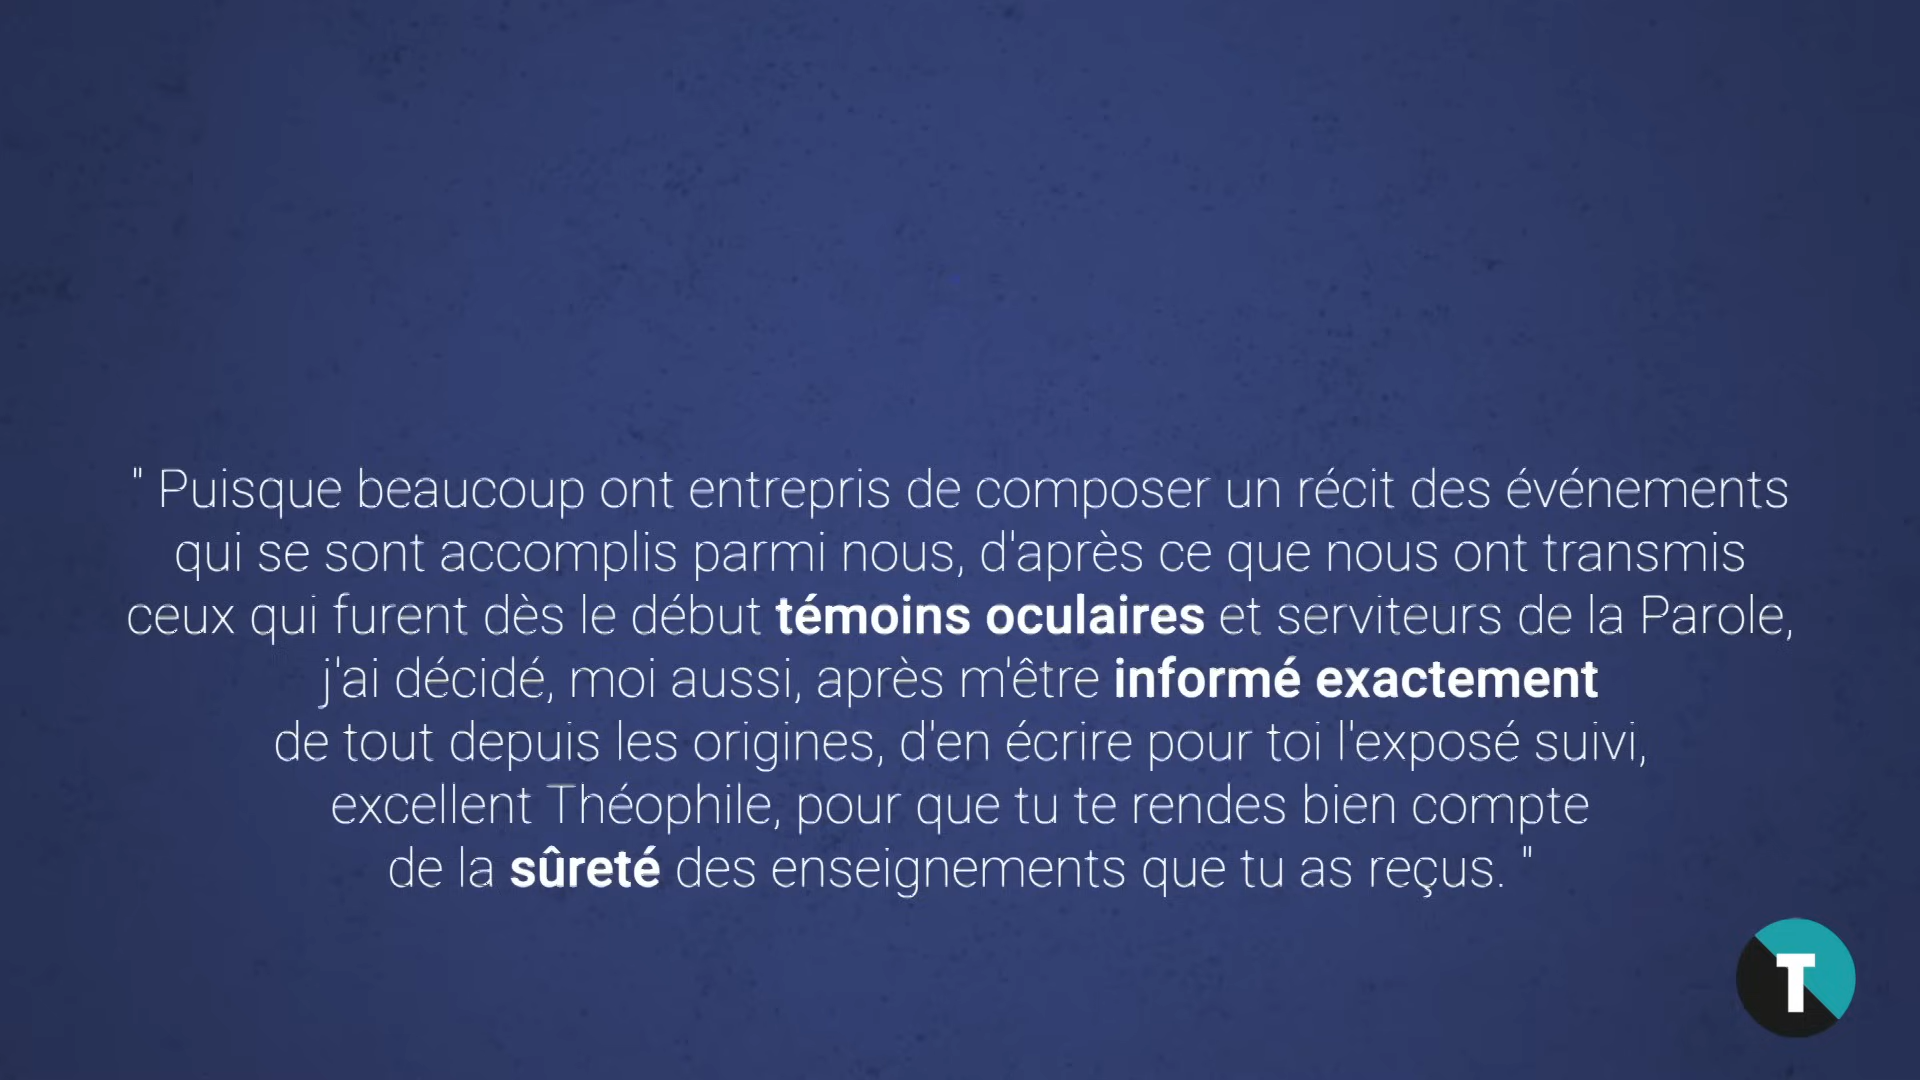 " Puisque beaucoup ont entrepris de composer un récit des événements
qui se sont accomplis parmi nous, d'après ce que nous ont transmis
ceux qui furent dès le début témoins oculaires et serviteurs de la Parole,
j'ai décidé, moi aussi, après m'être informé exactement
de tout depuis les origines, d'en écrire pour toi l'exposé suivi,
excellent Théophile, pour que tu te rendes bien compte
de la sûreté des enseignements que tu as reçus. "
T